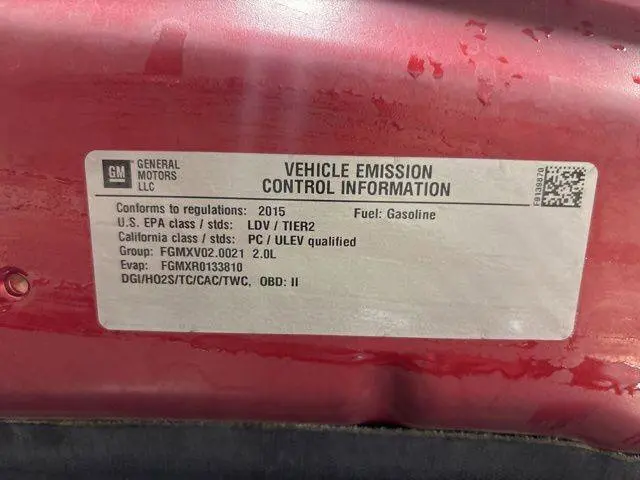 GM
GENERAL
MOTORS
LLC
VEHICLE EMISSION
CONTROL INFORMATION
F9139870
Conforms to regulations: 2015 Fuel: Gasoline
U.S. EPA class / stds: LDV / TIER2
California class / stds: PC / ULEV qualified
Group: FGMXV02.0021 2.0L
Evap: FGMXR0133810
DGI/HO2S/TC/CAC/TWC, OBD: II